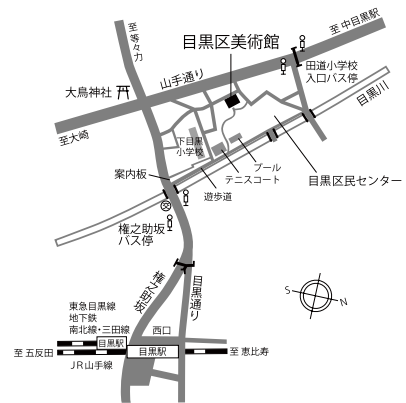 至 中目黒駅
至 等々力
目黒区美術館
山手通り
田道小学校
入口バス停
大鳥神社
目黒川
至 大崎
下目黒
小学校
プール
テニスコート
案内板
目黒区民センター
遊歩道
権之助坂
バス停
権之助坂
目黒通り
S
N
東急目黒線
地下鉄
南北線・三田線
西口
目黒駅
至 五反田
目黒駅
至 恵比寿
JR山手線